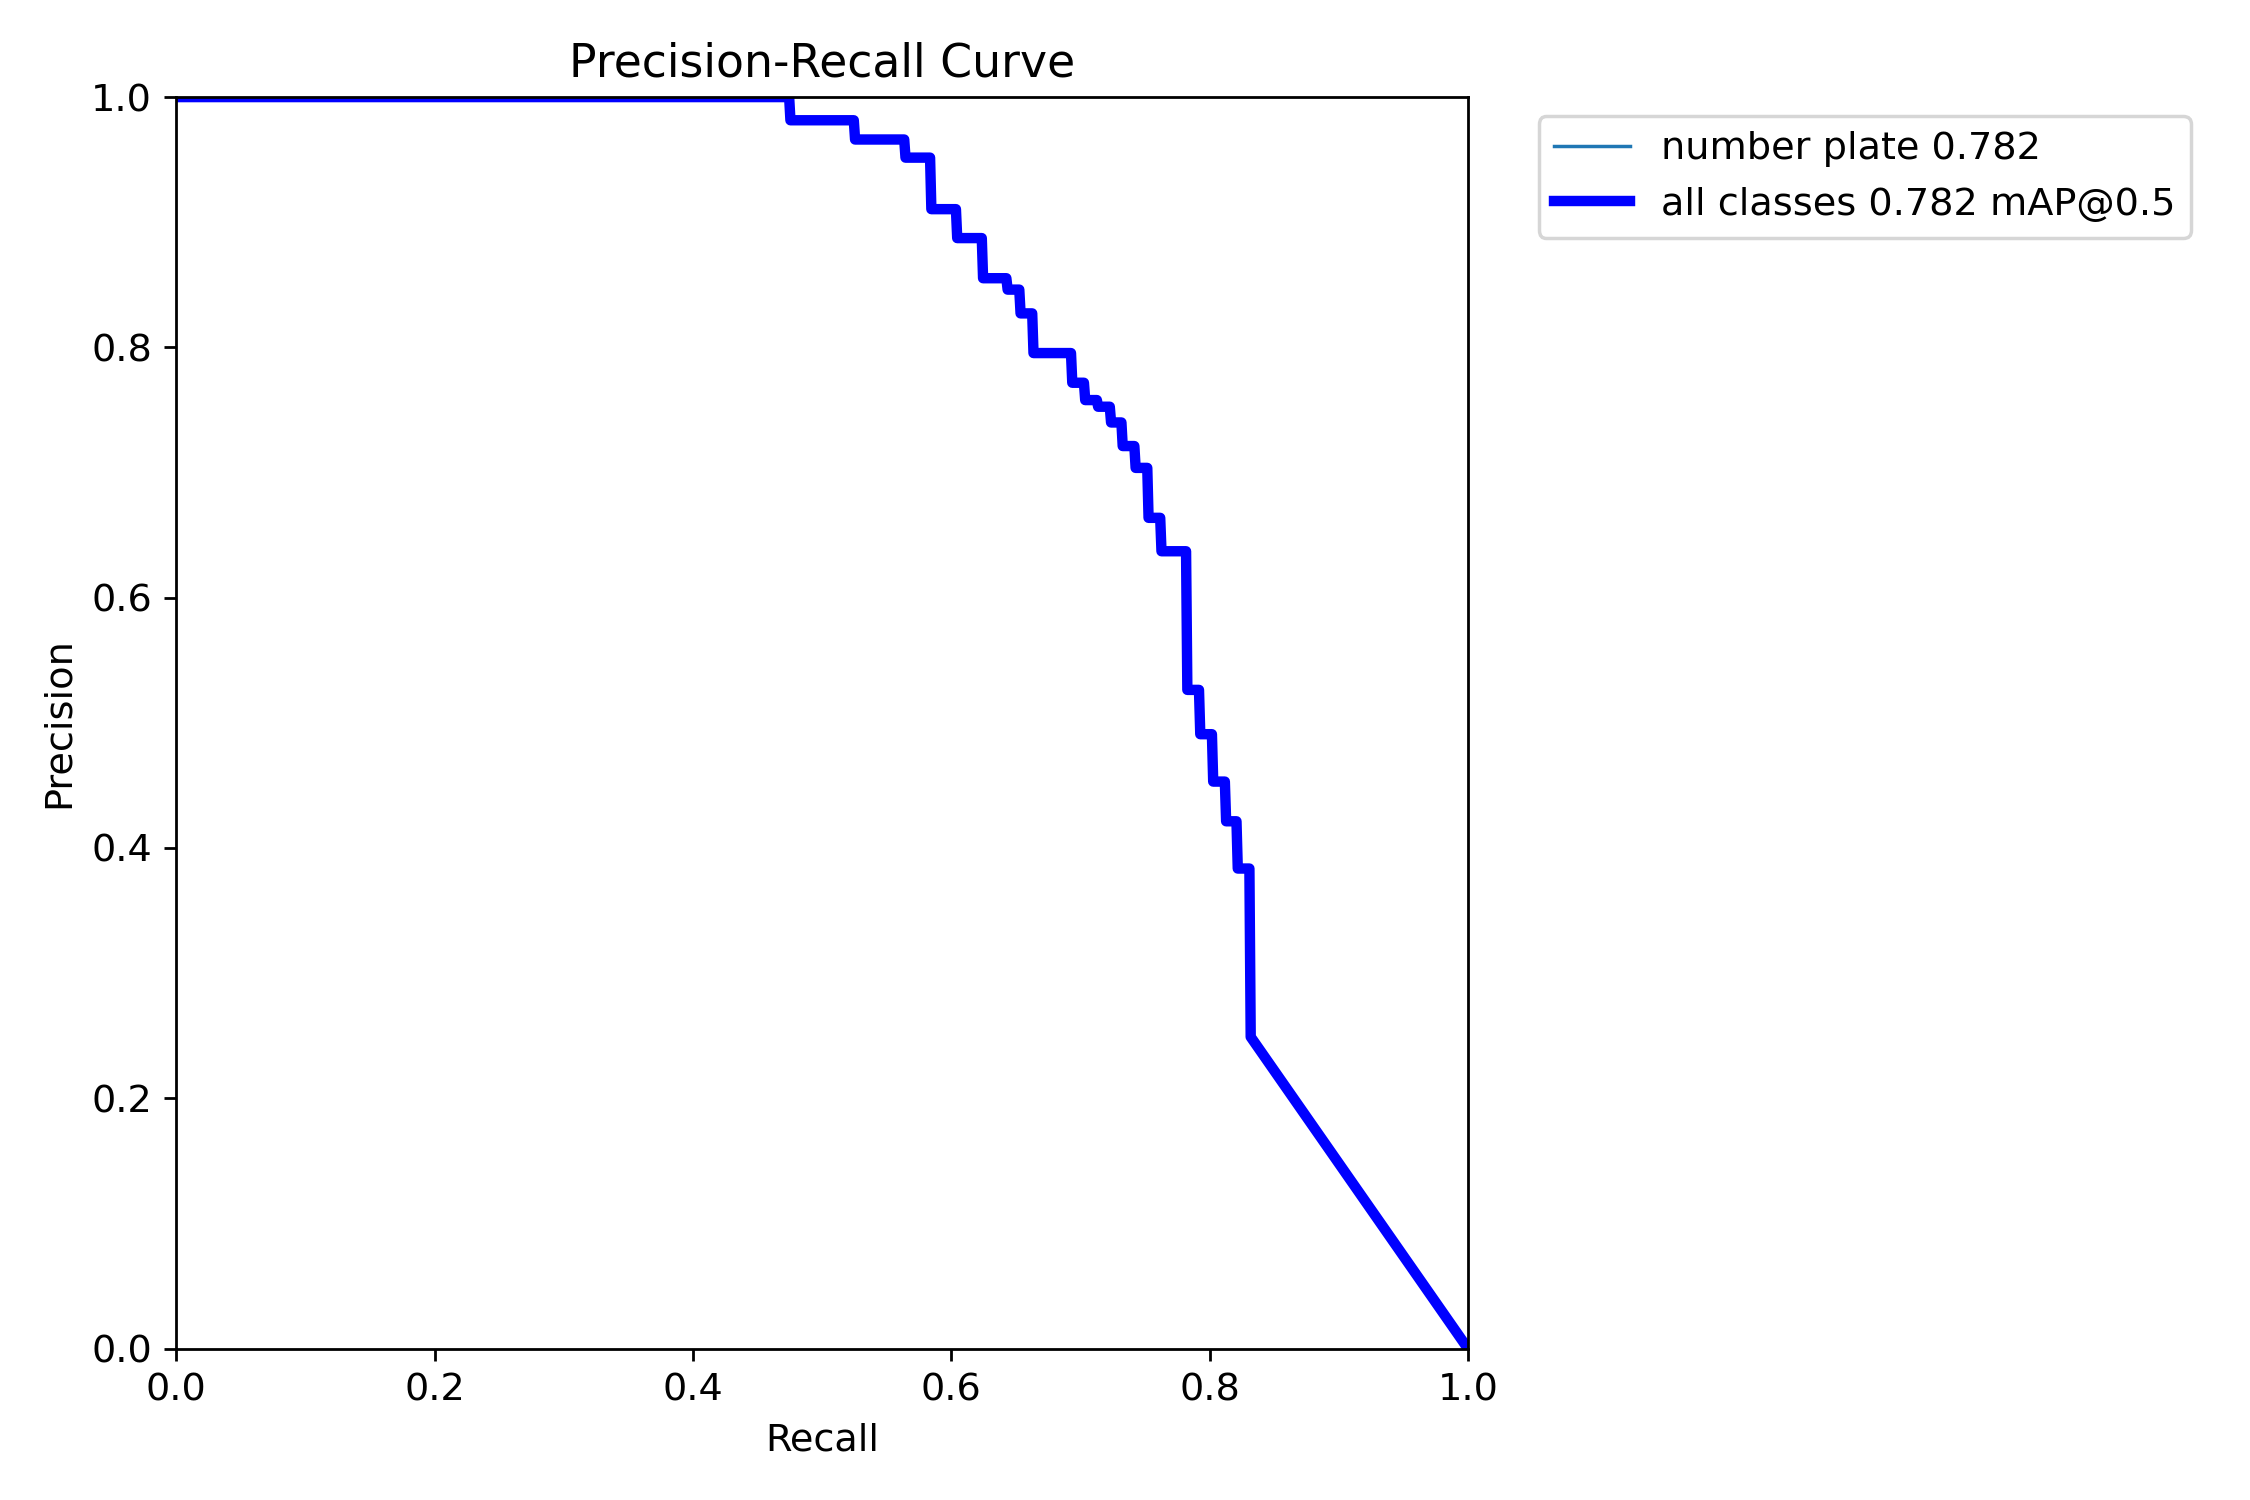 Precision-Recall Curve
1.0
0.8
0.6
0.4
0.2
0.0
Precision
0.0 0.2 0.4 0.6 0.8 1.0
Recall
number plate 0.782
all classes 0.782 mAP@0.5